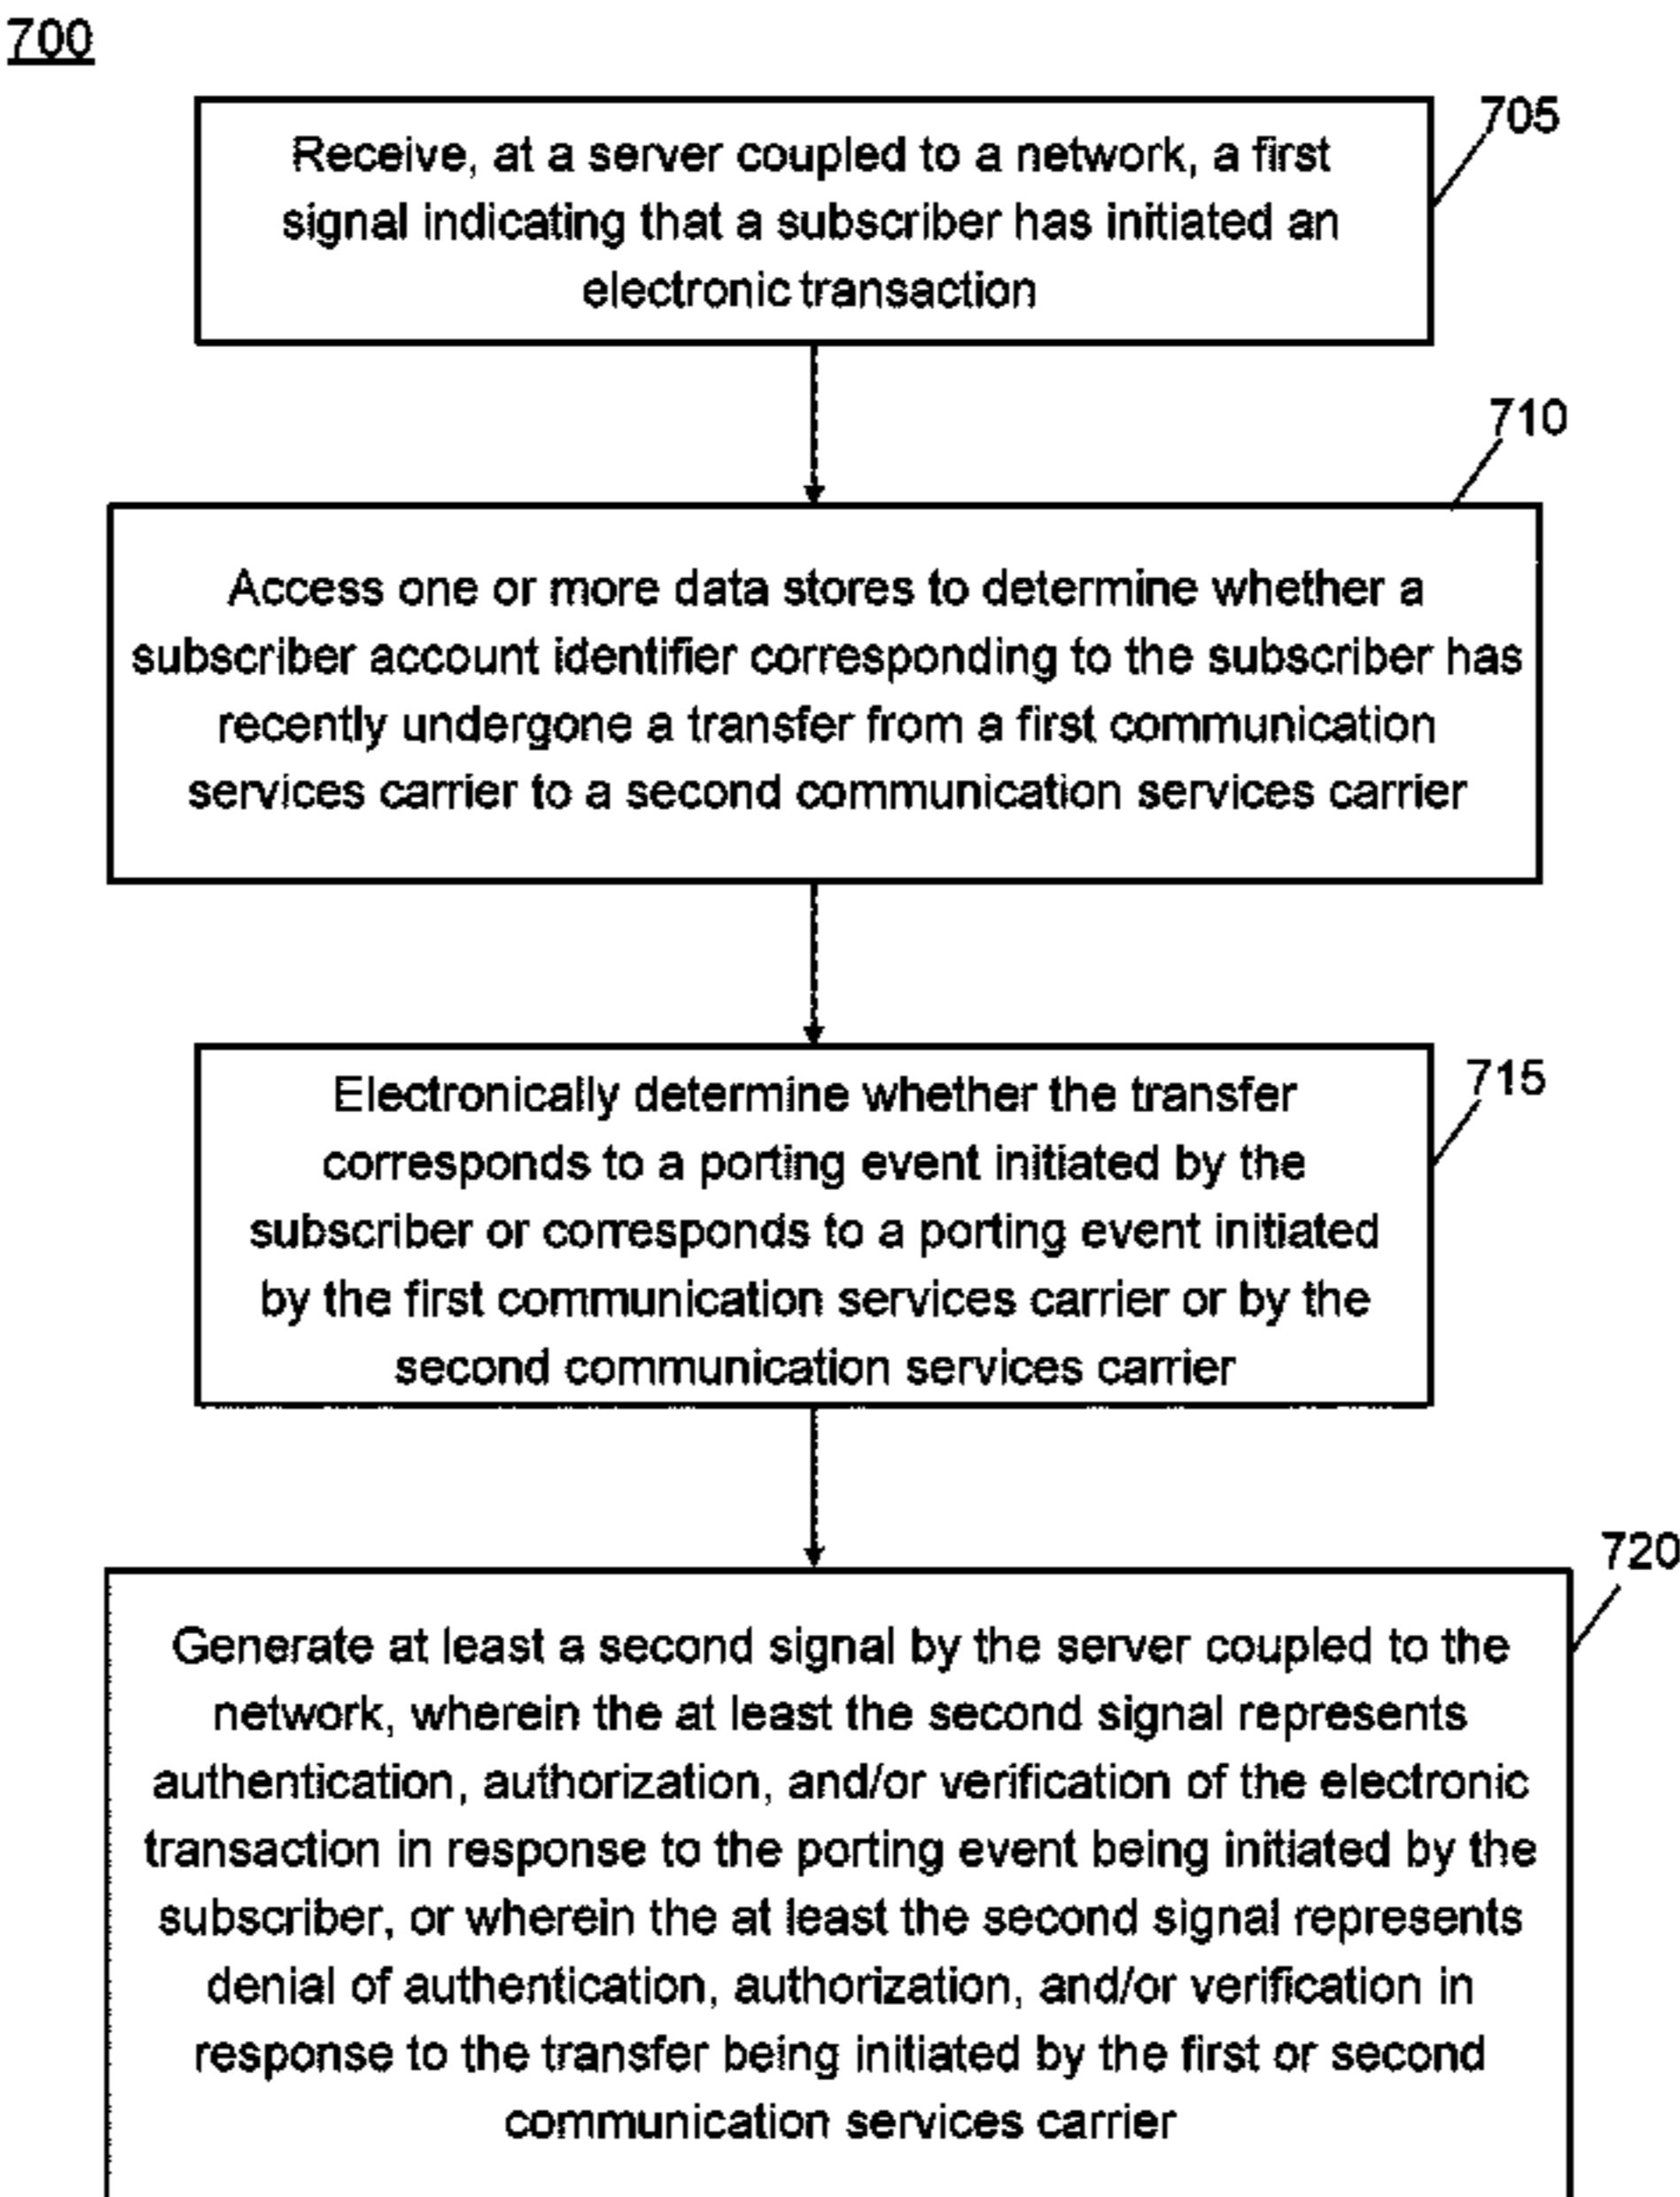 700
705
Receive, at a server coupled to a network, a first
signal indicating that a subscriber has initiated an
electronic transaction
710
Access one or more data stores to determine whether a
subscriber account identifier corresponding to the subscriber has
recently undergone a transfer from a first communication
services carrier to a second communication services carrier
715
Electronically determine whether the transfer
corresponds to a porting event initiated by the
subscriber or corresponds to a porting event initiated
by the first communication services carrier or by the
second communication services carrier
720
Generate at least a second signal by the server coupled to the
network, wherein the at least the second signal represents
authentication, authorization, and/or verification of the electronic
transaction in response to the porting event being initiated by the
subscriber, or wherein the at least the second signal represents
denial of authentication, authorization, and/or verification in
response to the transfer being initiated by the first or second
communication services carrier